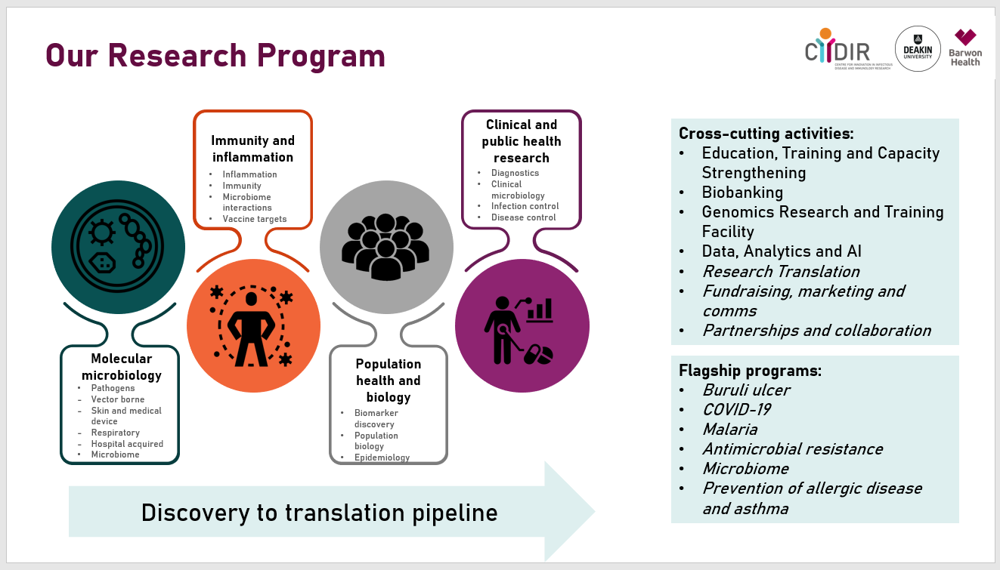 Our Research Program
CIIDIR
CENTRE FOR INNOVATION IN INFECTIOUS
DISEASE AND IMMUNOLOGY RESEARCH
DEAKIN
UNIVERSITY
Barwon
Health
Molecular
microbiology
• Pathogens
- Vector borne
- Skin and medical
device
- Respiratory
- Hospital acquired
• Microbiome
Immunity and
inflammation
• Inflammation
• Immunity
• Microbiome
interactions
• Vaccine targets
Population
health and
biology
• Biomarker
discovery
• Population
biology
• Epidemiology
Clinical and
public health
research
• Diagnostics
• Clinical
microbiology
• Infection control
• Disease control
Discovery to translation pipeline
Cross-cutting activities:
• Education, Training and Capacity
Strengthening
• Biobanking
• Genomics Research and Training
Facility
• Data, Analytics and AI
• Research Translation
• Fundraising, marketing and
comms
• Partnerships and collaboration
Flagship programs:
• Buruli ulcer
• COVID-19
• Malaria
• Antimicrobial resistance
• Microbiome
• Prevention of allergic disease
and asthma